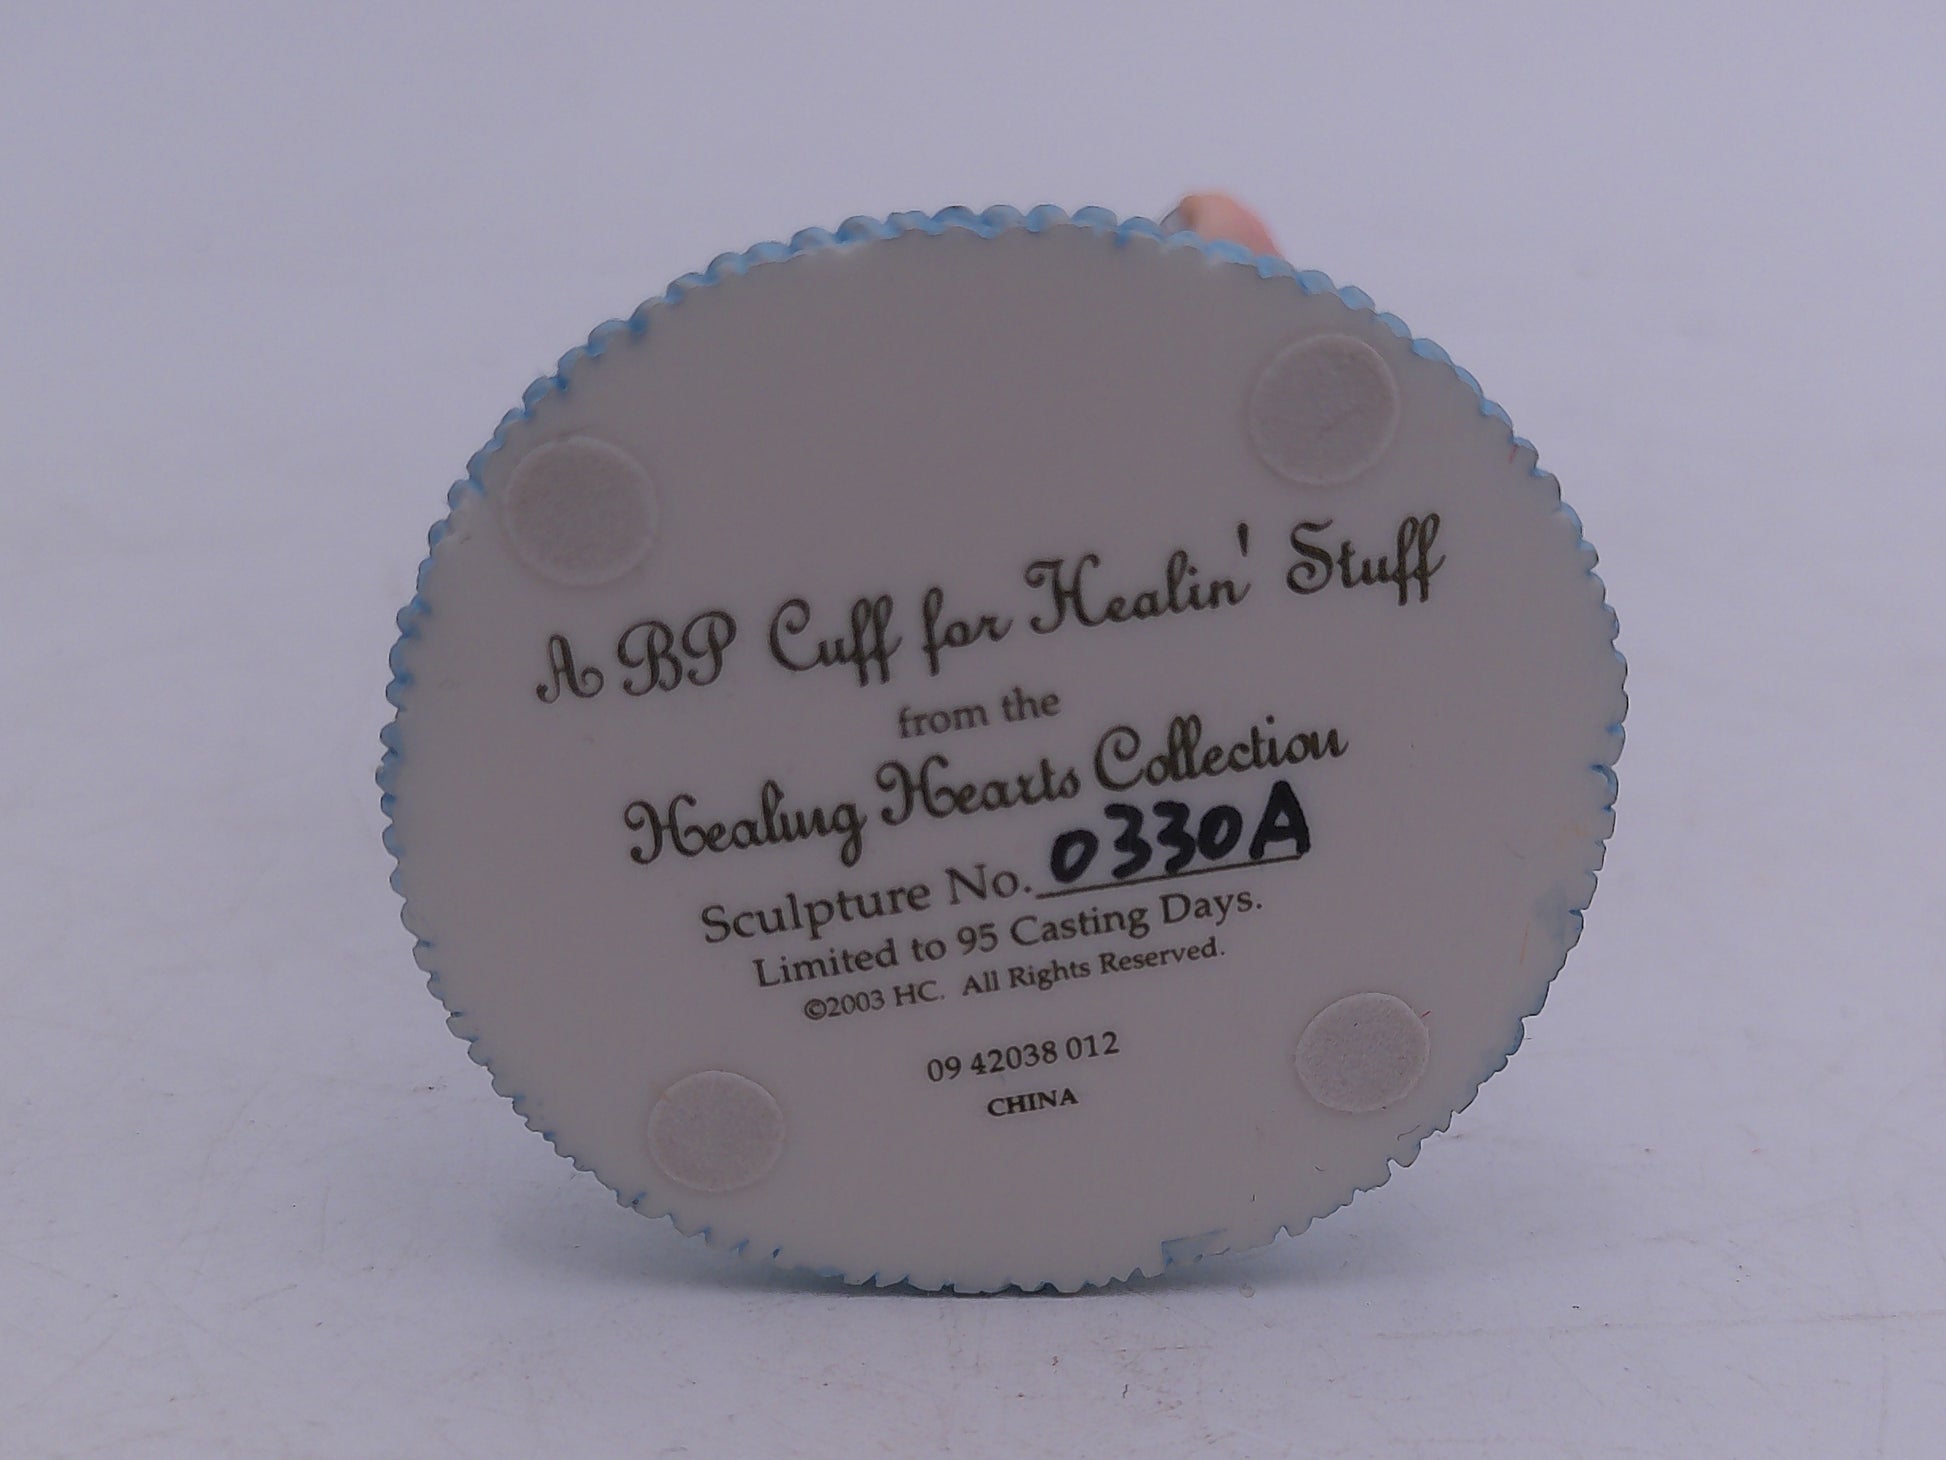 A BP Cuff for Healin' Stuff
from the
Healing Hearts Collection
Sculpture No. 0330A
Limited to 95 Casting Days.
©2003 HC. All Rights Reserved.
09 42038 012
CHINA